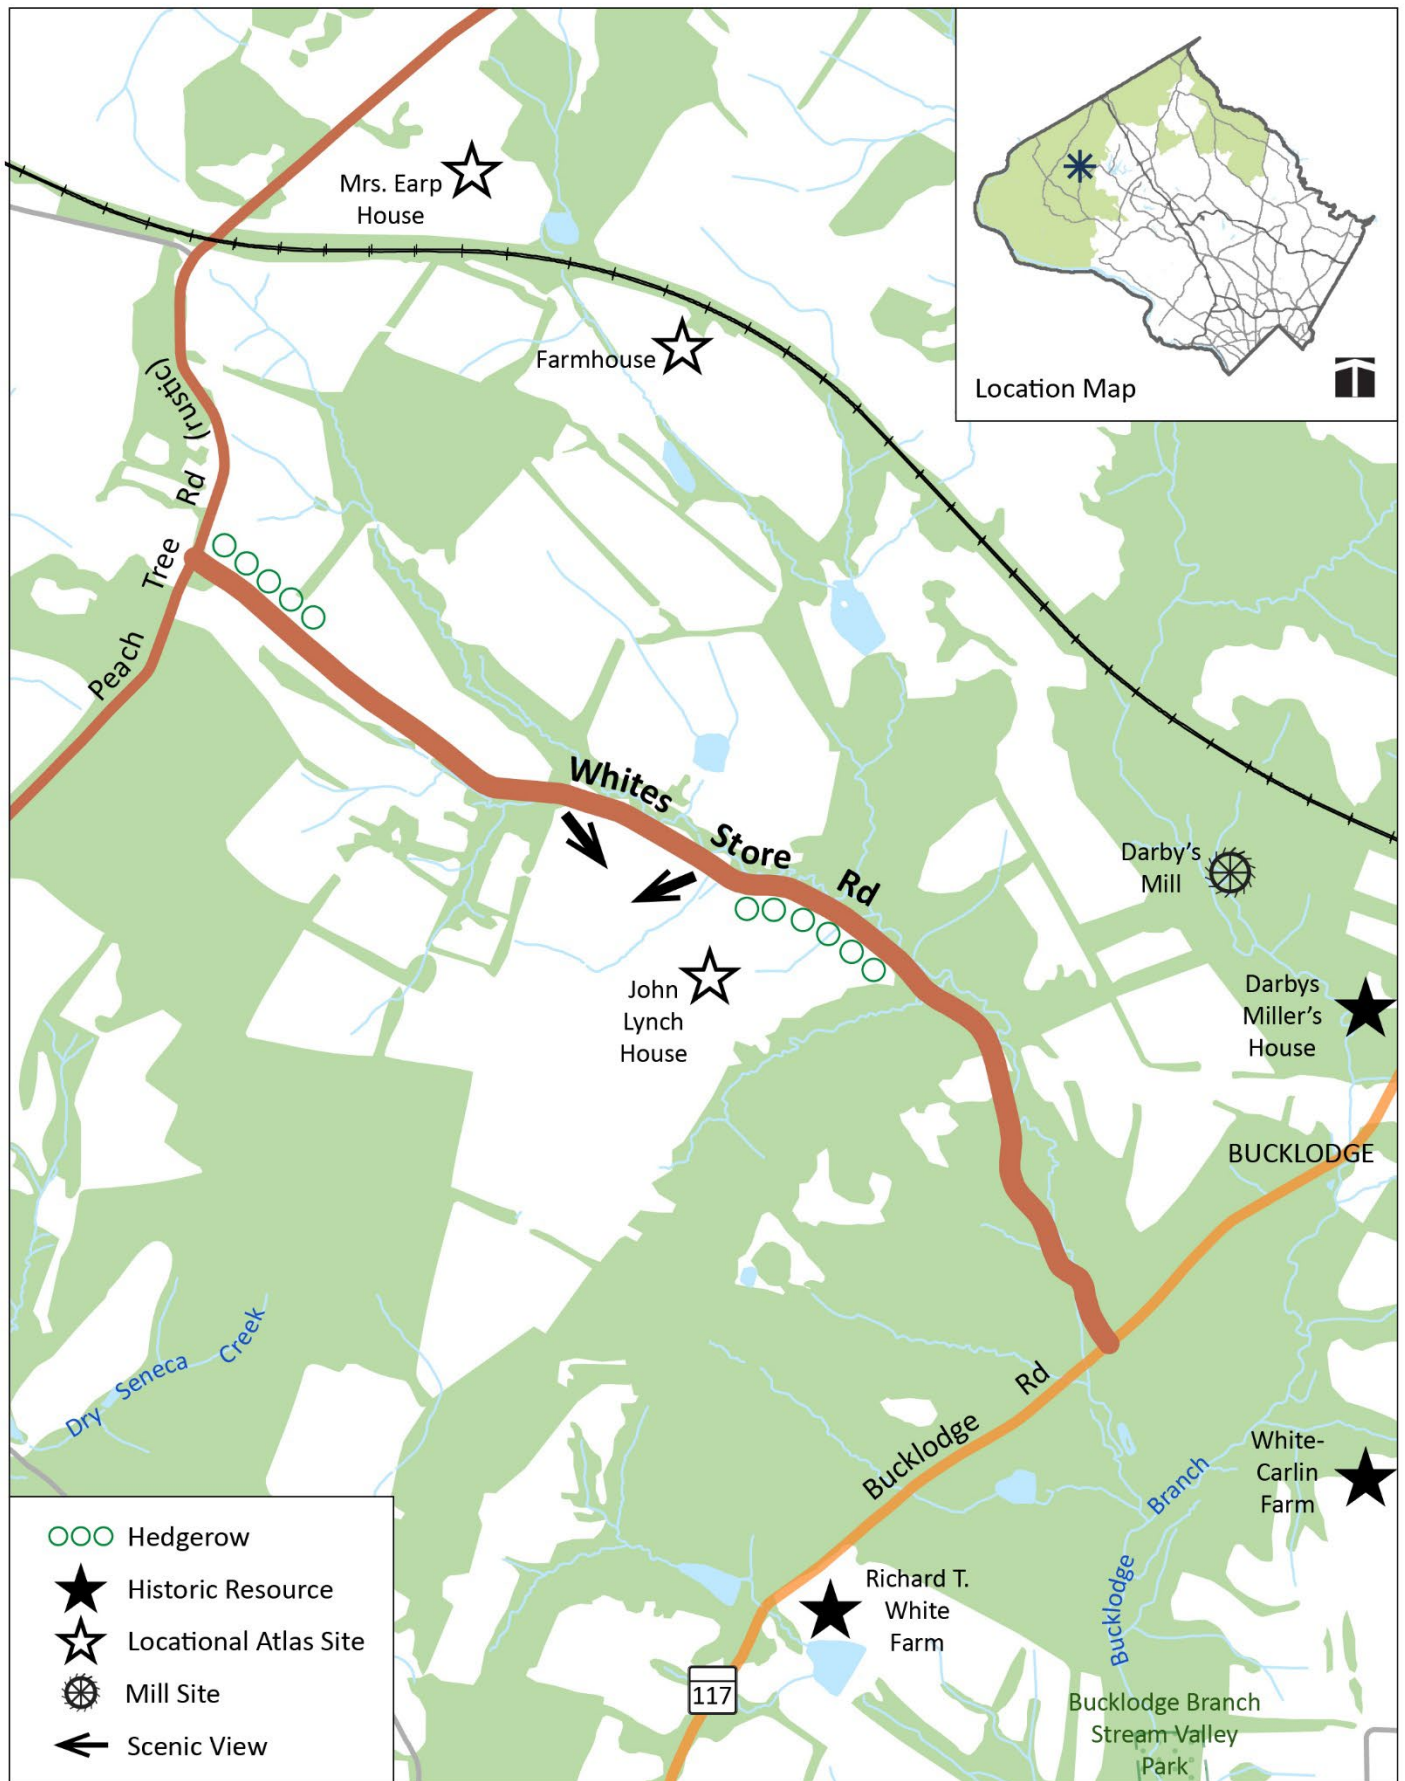 Mrs. Earp
House
Farmhouse
Location Map
(rustic)
Rd
Tree
Peach
Whites
Store
Rd
Darby's
Mill
John
Lynch
House
Darbys
Miller's
House
BUCKLODGE
Dry Seneca Creek
Rd
Bucklodge
White-
Carlin
Farm
Branch
Bucklodge
Richard T.
White
Farm
117
Bucklodge Branch
Stream Valley
Park
Hedgerow
Historic Resource
Locational Atlas Site
Mill Site
Scenic View